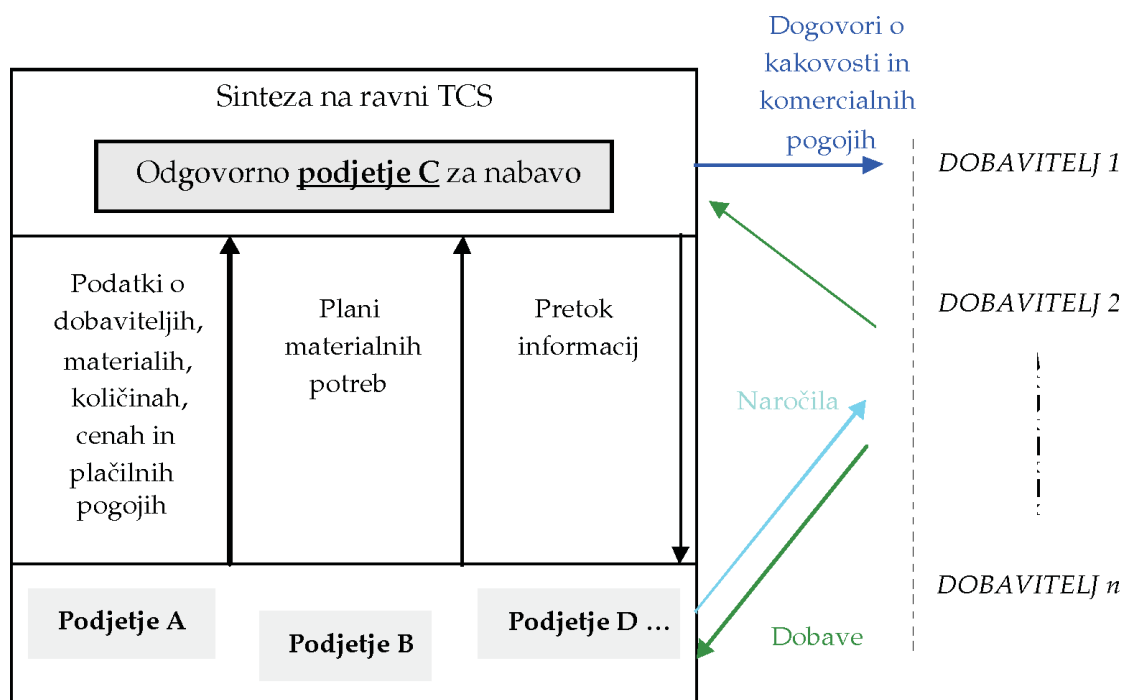 Dogovori o
kakovosti in
komercialnih
pogojih
Sinteza na ravni TCS
Odgovorno podjetje C za nabavo
DOBAVITELJ 1
Podatki o
dobaviteljih,
materialih,
količinah,
cenah in
plačilnih
pogojih
Plani
materialnih
potreb
Pretok
informacij
DOBAVITELJ 2
Naročila
DOBAVITELJ n
Podjetje A
Podjetje B
Podjetje D ...
Dobave